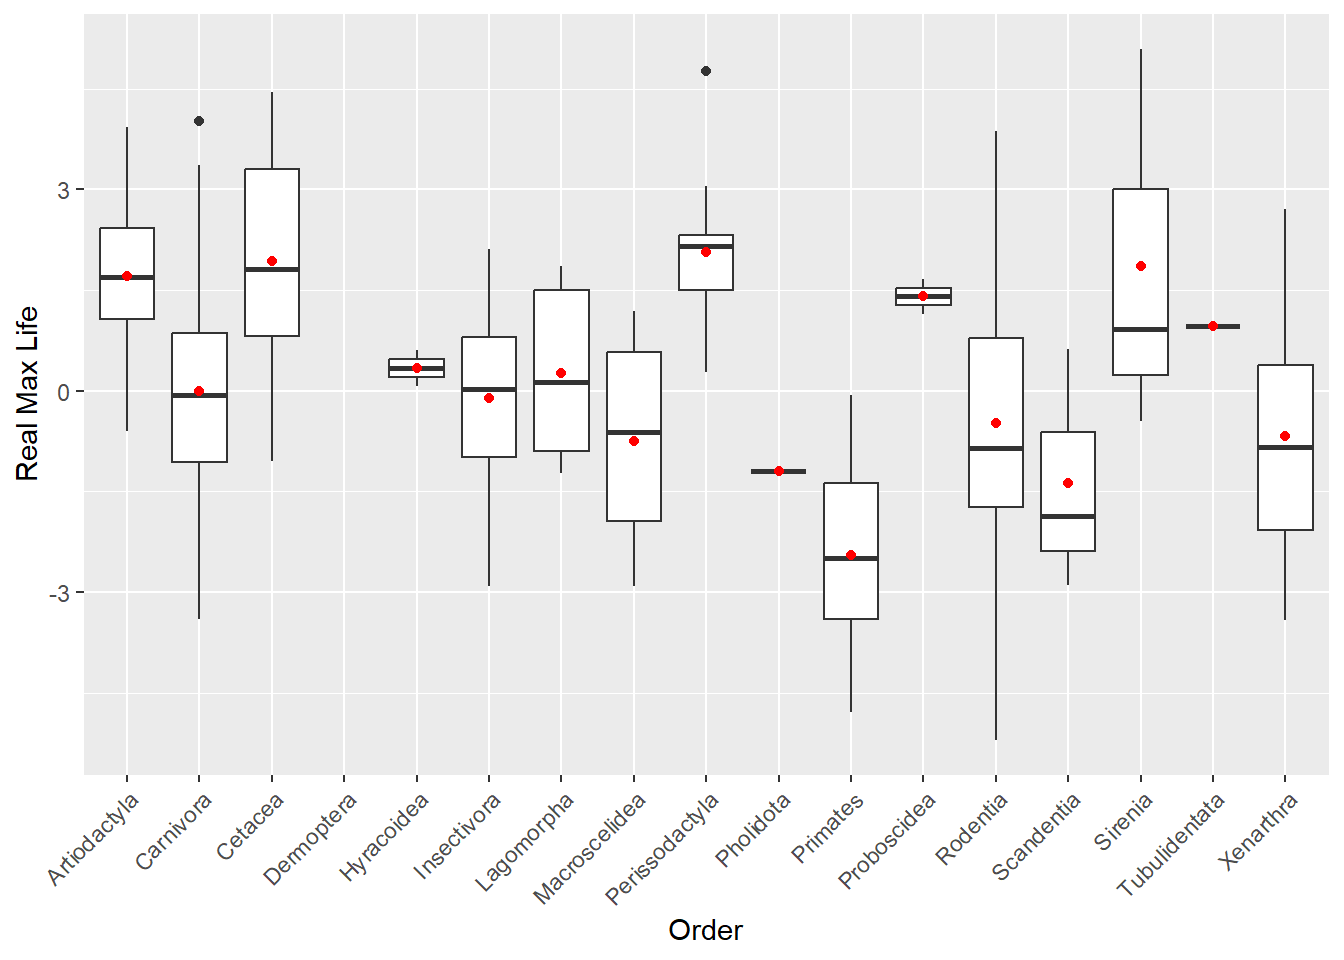 Real Max Life
3
0
-3
Artiodactyla
Carnivora
Cetacea
Dermoptera
Hyracoidea
Insectivora
Lagomorpha
Macroscelidea
Perissodactyla
Pholidota
Primates
Proboscidea
Rodentia
Scandentia
Sirenia
Tubulidentata
Xenarthra
Order